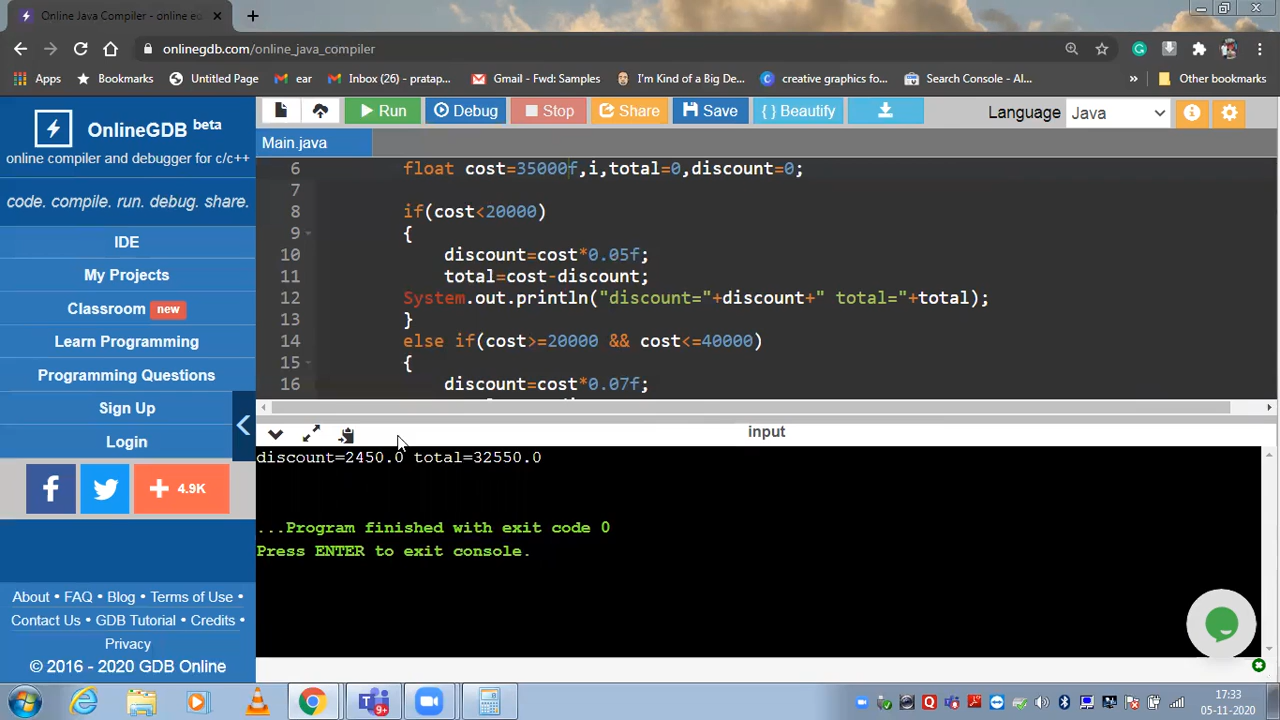 Online Java Compiler - online ed
onlinegdb.com/online_java_compiler
Apps
Bookmarks
Untitled Page
ear
Inbox (26) - pratap...
Gmail - Fwd: Samples
I'm Kind of a Big De...
creative graphics fo...
Search Console - Al...
»
Other bookmarks
OnlineGDB beta
online compiler and debugger for c/c++
code. compile. run. debug. share.
IDE
My Projects
Classroom new
Learn Programming
Programming Questions
Sign Up
Login
f
+ 4.9K
About • FAQ • Blog • Terms of Use •
Contact Us • GDB Tutorial • Credits •
Privacy
© 2016 - 2020 GDB Online
Run
Debug
Stop
Share
Save
{ } Beautify
Language
Java
Main.java
6 float cost=35000f,i,total=0,discount=0;
7
8 if(cost<20000)
9 {
10 discount=cost*0.05f;
11 total=cost-discount;
12 System.out.println("discount="+discount+" total="+total);
13 }
14 else if(cost>=20000 && cost<=40000)
15 {
16 discount=cost*0.07f;
input
discount=2450.0 total=32550.0
...Program finished with exit code 0
Press ENTER to exit console.
9+
17:33
05-11-2020